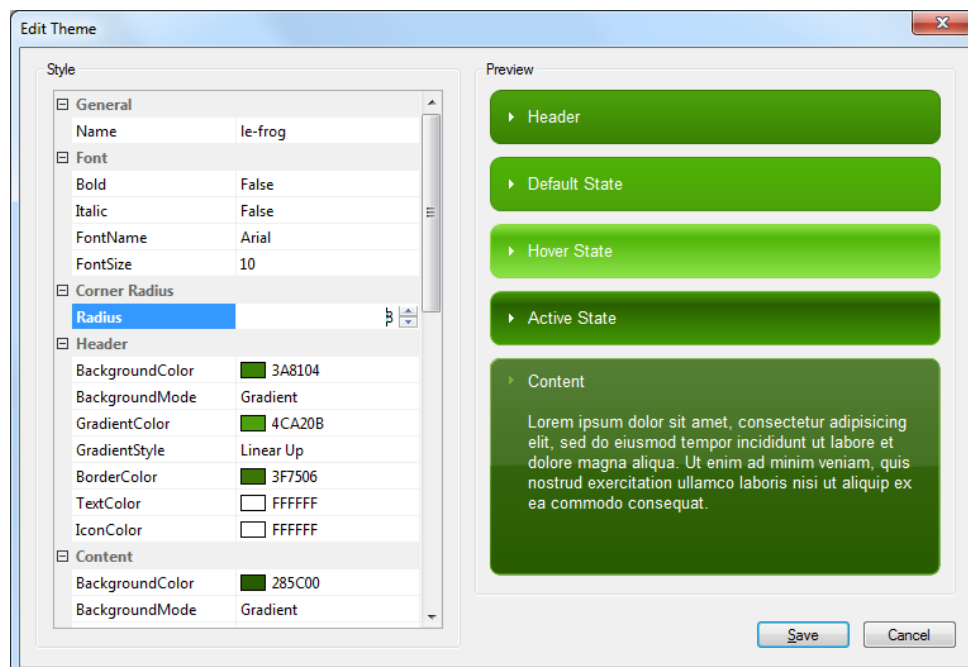 Edit Theme
Style
General
Name le-frog
Font
Bold False
Italic False
FontName Arial
FontSize 10
Corner Radius
Radius 8
Header
BackgroundColor 3A8104
BackgroundMode Gradient
GradientColor 4CA20B
GradientStyle Linear Up
BorderColor 3F7506
TextColor FFFFFF
IconColor FFFFFF
Content
BackgroundColor 285C00
BackgroundMode Gradient
Preview
Header
Default State
Hover State
Active State
Content
Lorem ipsum dolor sit amet, consectetur adipisicing
elit, sed do eiusmod tempor incididunt ut labore et
dolore magna aliqua. Ut enim ad minim veniam, quis
nostrud exercitation ullamco laboris nisi ut aliquip ex
ea commodo consequat.
Save Cancel